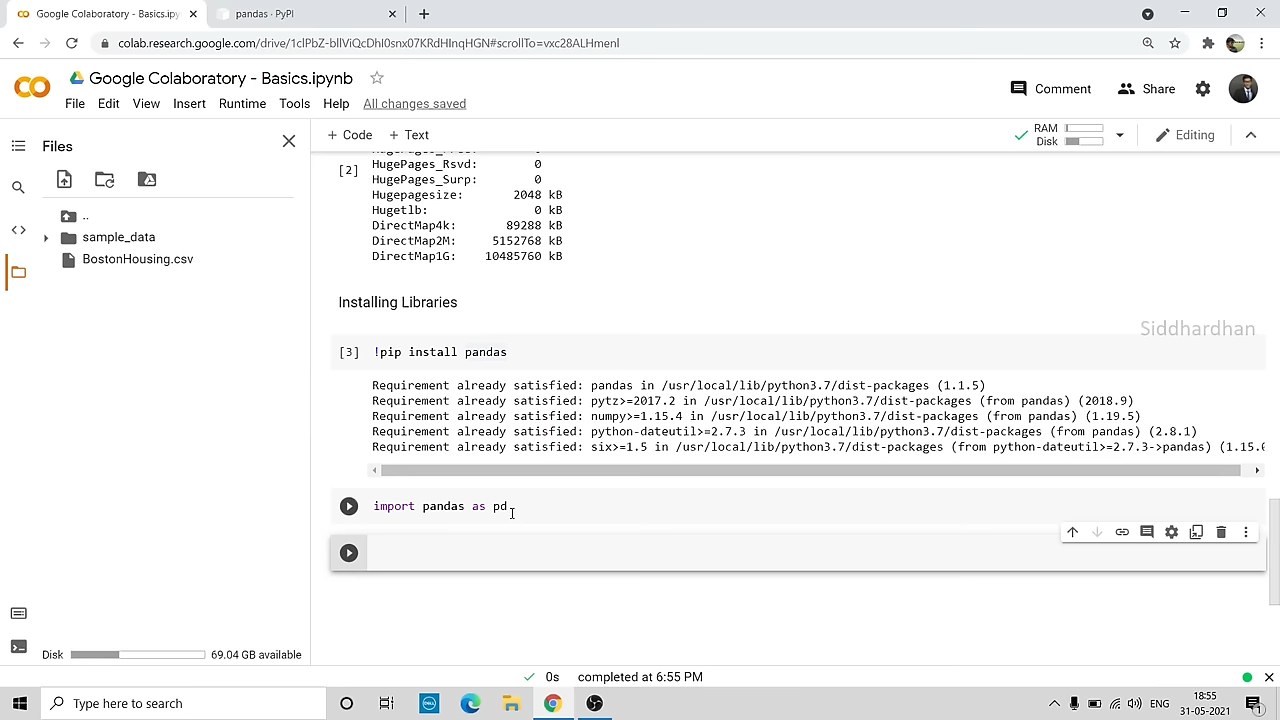 Google Colaboratory - Basics.ipy
pandas · PyPI
colab.research.google.com/drive/1clPbZ-bllViQcDhI0snx07KRdHInqHGN#scrollTo=vxc28ALHmenl
Google Colaboratory - Basics.ipynb
File Edit View Insert Runtime Tools Help All changes saved
Comment
Share
Files
+ Code + Text
RAM
Disk
Editing
..
sample_data
BostonHousing.csv
[2]
HugePages_Rsvd: 0
HugePages_Surp: 0
Hugepagesize: 2048 kB
Hugetlb: 0 kB
DirectMap4k: 89288 kB
DirectMap2M: 5152768 kB
DirectMap1G: 10485760 kB
Installing Libraries
Siddhardhan
[3] !pip install pandas
Requirement already satisfied: pandas in /usr/local/lib/python3.7/dist-packages (1.1.5)
Requirement already satisfied: pytz>=2017.2 in /usr/local/lib/python3.7/dist-packages (from pandas) (2018.9)
Requirement already satisfied: numpy>=1.15.4 in /usr/local/lib/python3.7/dist-packages (from pandas) (1.19.5)
Requirement already satisfied: python-dateutil>=2.7.3 in /usr/local/lib/python3.7/dist-packages (from pandas) (2.8.1)
Requirement already satisfied: six>=1.5 in /usr/local/lib/python3.7/dist-packages (from python-dateutil>=2.7.3->pandas) (1.15.
import pandas as pd
Disk 69.04 GB available
0s completed at 6:55 PM
Type here to search
DELL
ENG
18:55
31-05-2021
1